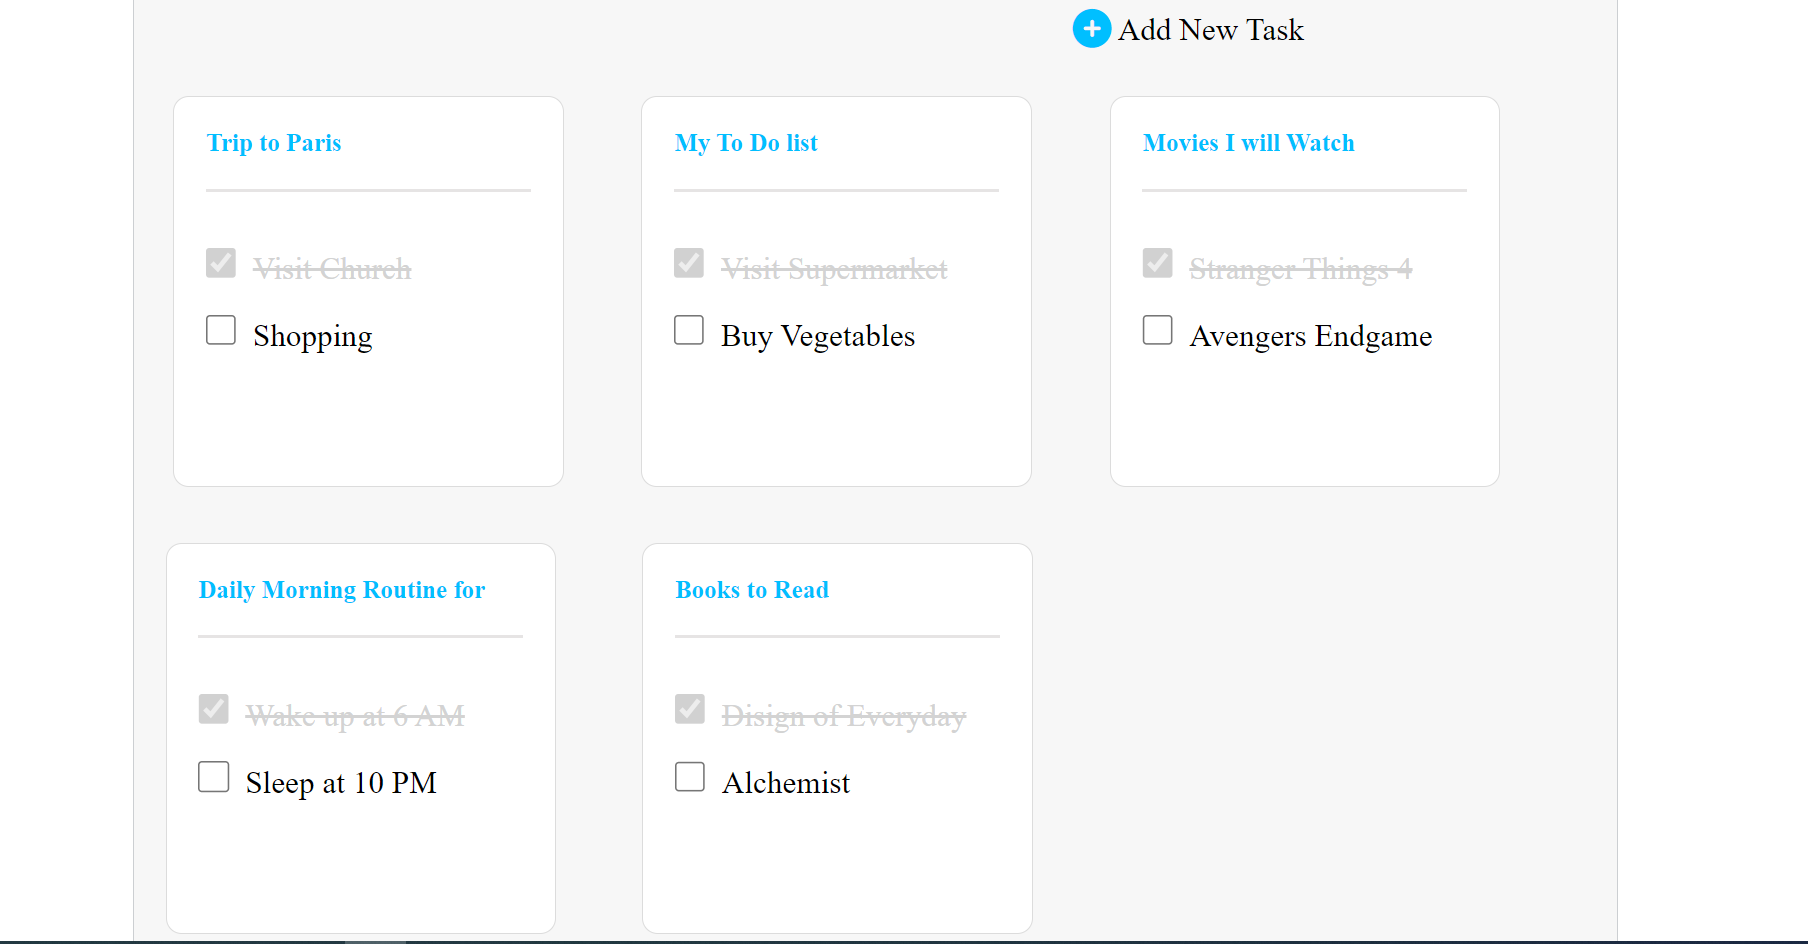 Add New Task
Trip to Paris
Visit Church
Shopping
My To Do list
Visit Supermarket
Buy Vegetables
Movies I will Watch
Stranger Things 4
Avengers Endgame
Daily Morning Routine for
Wake up at 6 AM
Sleep at 10 PM
Books to Read
Disign of Everyday
Alchemist